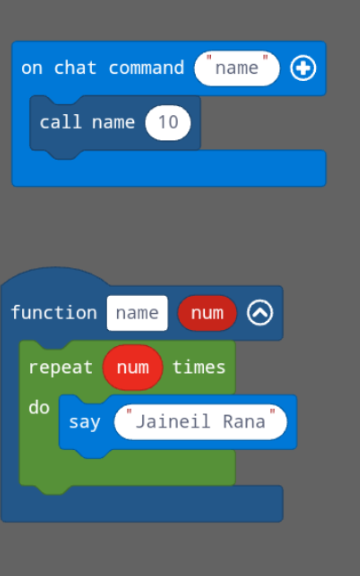 on chat command "name"
call name 10
function name num
repeat num times
do
say "Jaineil Rana"